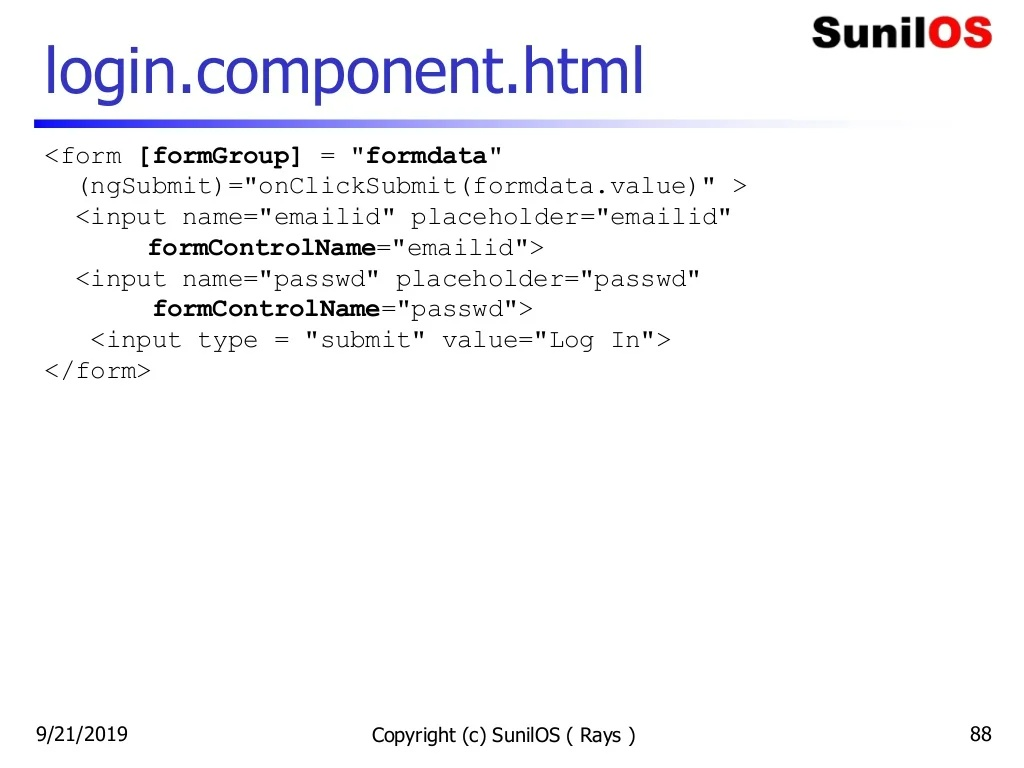 SunilOS
login.component.html
<form [formGroup] = "formdata"
(ngSubmit)="onClickSubmit(formdata.value)" >
<input name="emailid" placeholder="emailid"
formControlName="emailid">
<input name="passwd" placeholder="passwd"
formControlName="passwd">
<input type = "submit" value="Log In">
</form>
9/21/2019
Copyright (c) SunilOS ( Rays )
88